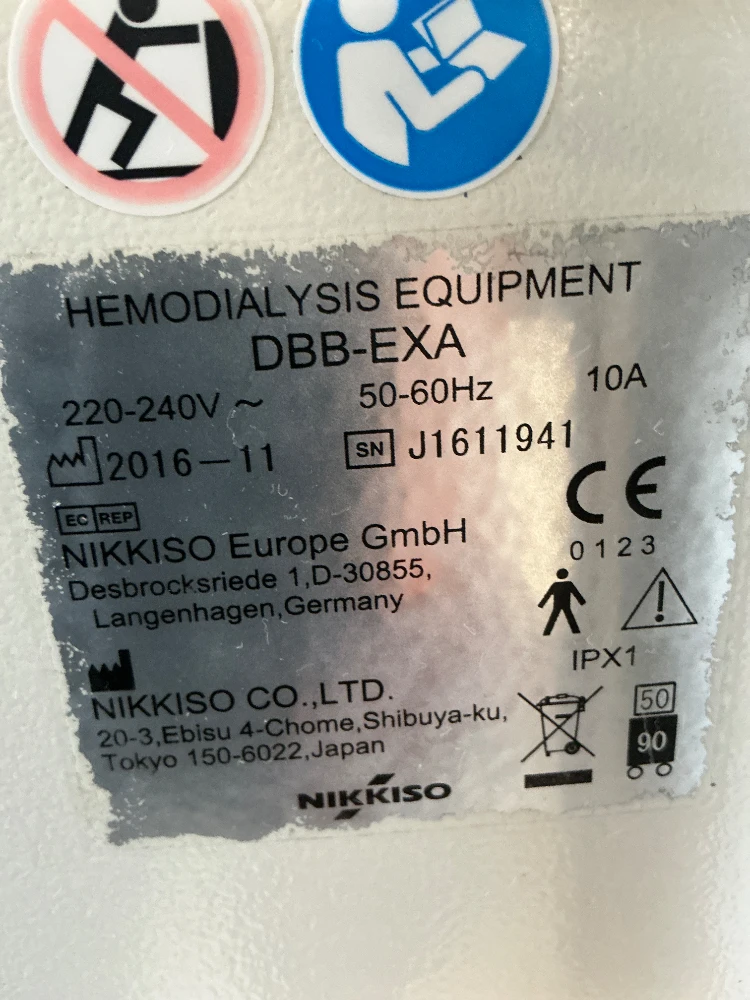 HEMODIALYSIS EQUIPMENT
DBB-EXA
220-240V ~ 50-60Hz 10A
2016-11 SN J1611941
EC REP
NIKKISO Europe GmbH
0123
Desbrocksriede 1,D-30855,
Langenhagen,Germany
IPX1
NIKKISO CO.,LTD.
20-3,Ebisu 4-Chome,Shibuya-ku,
Tokyo 150-6022,Japan
50
90
NIKKISO